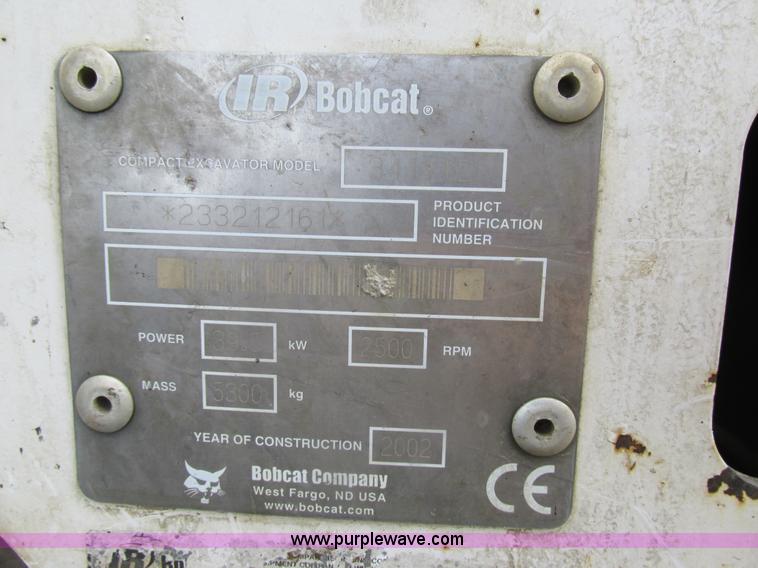 IR Bobcat®
COMPACT EXCAVATOR MODEL
*233212161*
PRODUCT
IDENTIFICATION
NUMBER
POWER kW 2500 RPM
MASS 5300 kg
YEAR OF CONSTRUCTION 2002
Bobcat Company
West Fargo, ND USA
www.bobcat.com
CE
www.purplewave.com